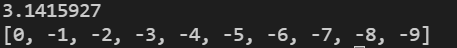 3.1415927
[0, -1, -2, -3, -4, -5, -6, -7, -8, -9]